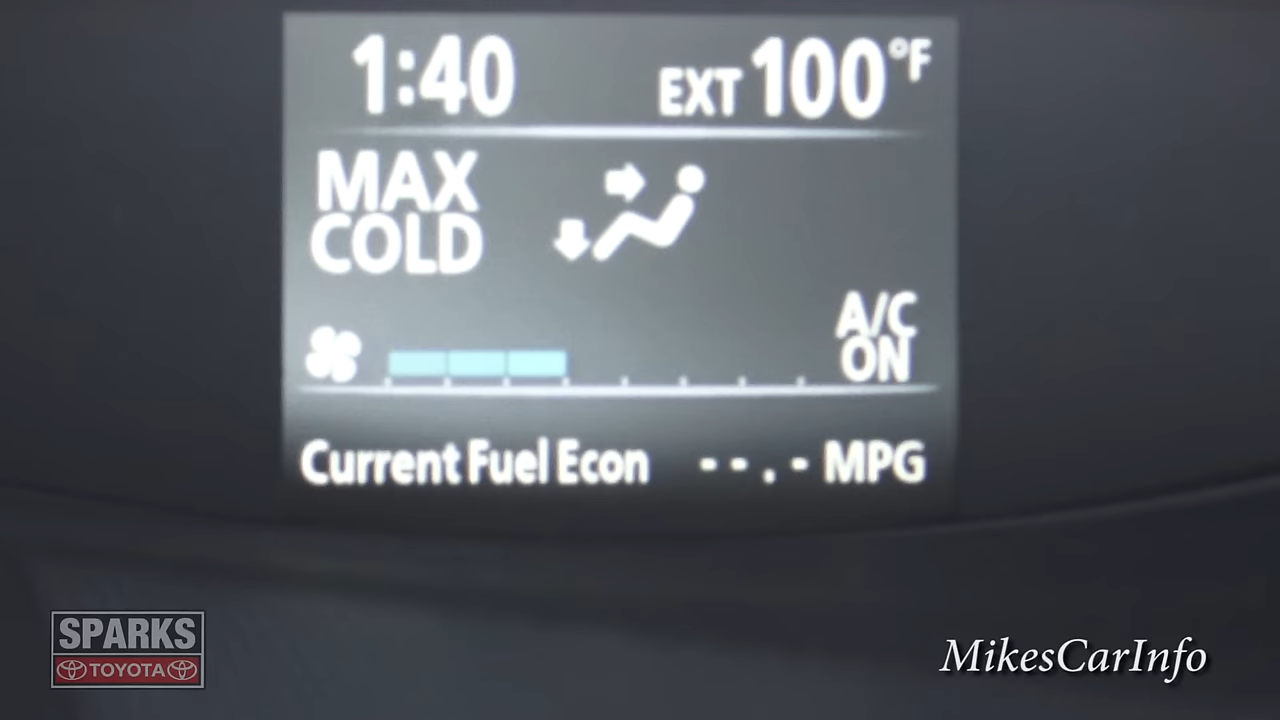 1:40 EXT 100°F
MAX
COLD
A/C
ON
Current Fuel Econ --.- MPG
SPARKS
TOYOTA
MikesCarInfo